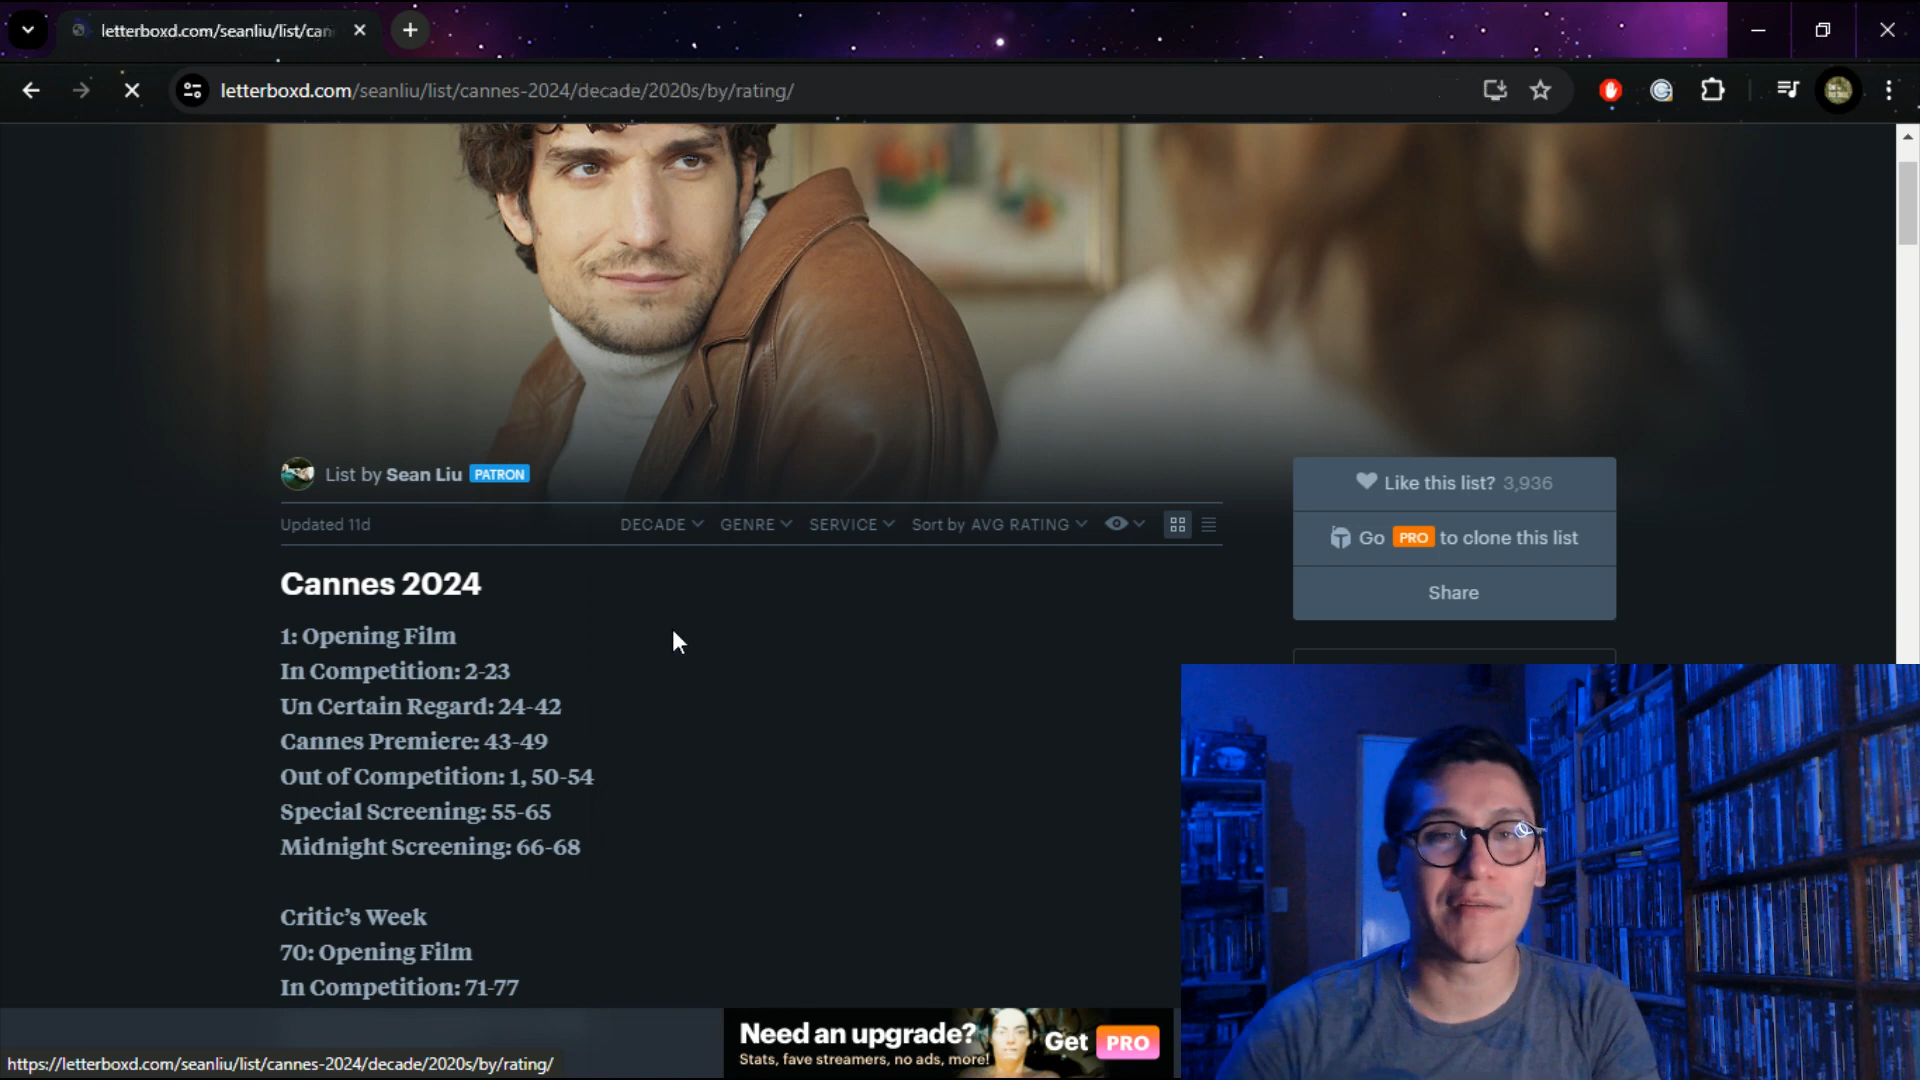 letterboxd.com/seanliu/list/can
letterboxd.com/seanliu/list/cannes-2024/decade/2020s/by/rating/
List by Sean Liu PATRON
Updated 11d DECADE GENRE SERVICE Sort by AVG RATING
Like this list? 3,936
Go PRO to clone this list
Share
Cannes 2024
1: Opening Film
In Competition: 2-23
Un Certain Regard: 24-42
Cannes Premiere: 43-49
Out of Competition: 1, 50-54
Special Screening: 55-65
Midnight Screening: 66-68
Critic's Week
70: Opening Film
In Competition: 71-77
Need an upgrade? Get PRO
Stats, fave streamers, no ads, more!
https://letterboxd.com/seanliu/list/cannes-2024/decade/2020s/by/rating/